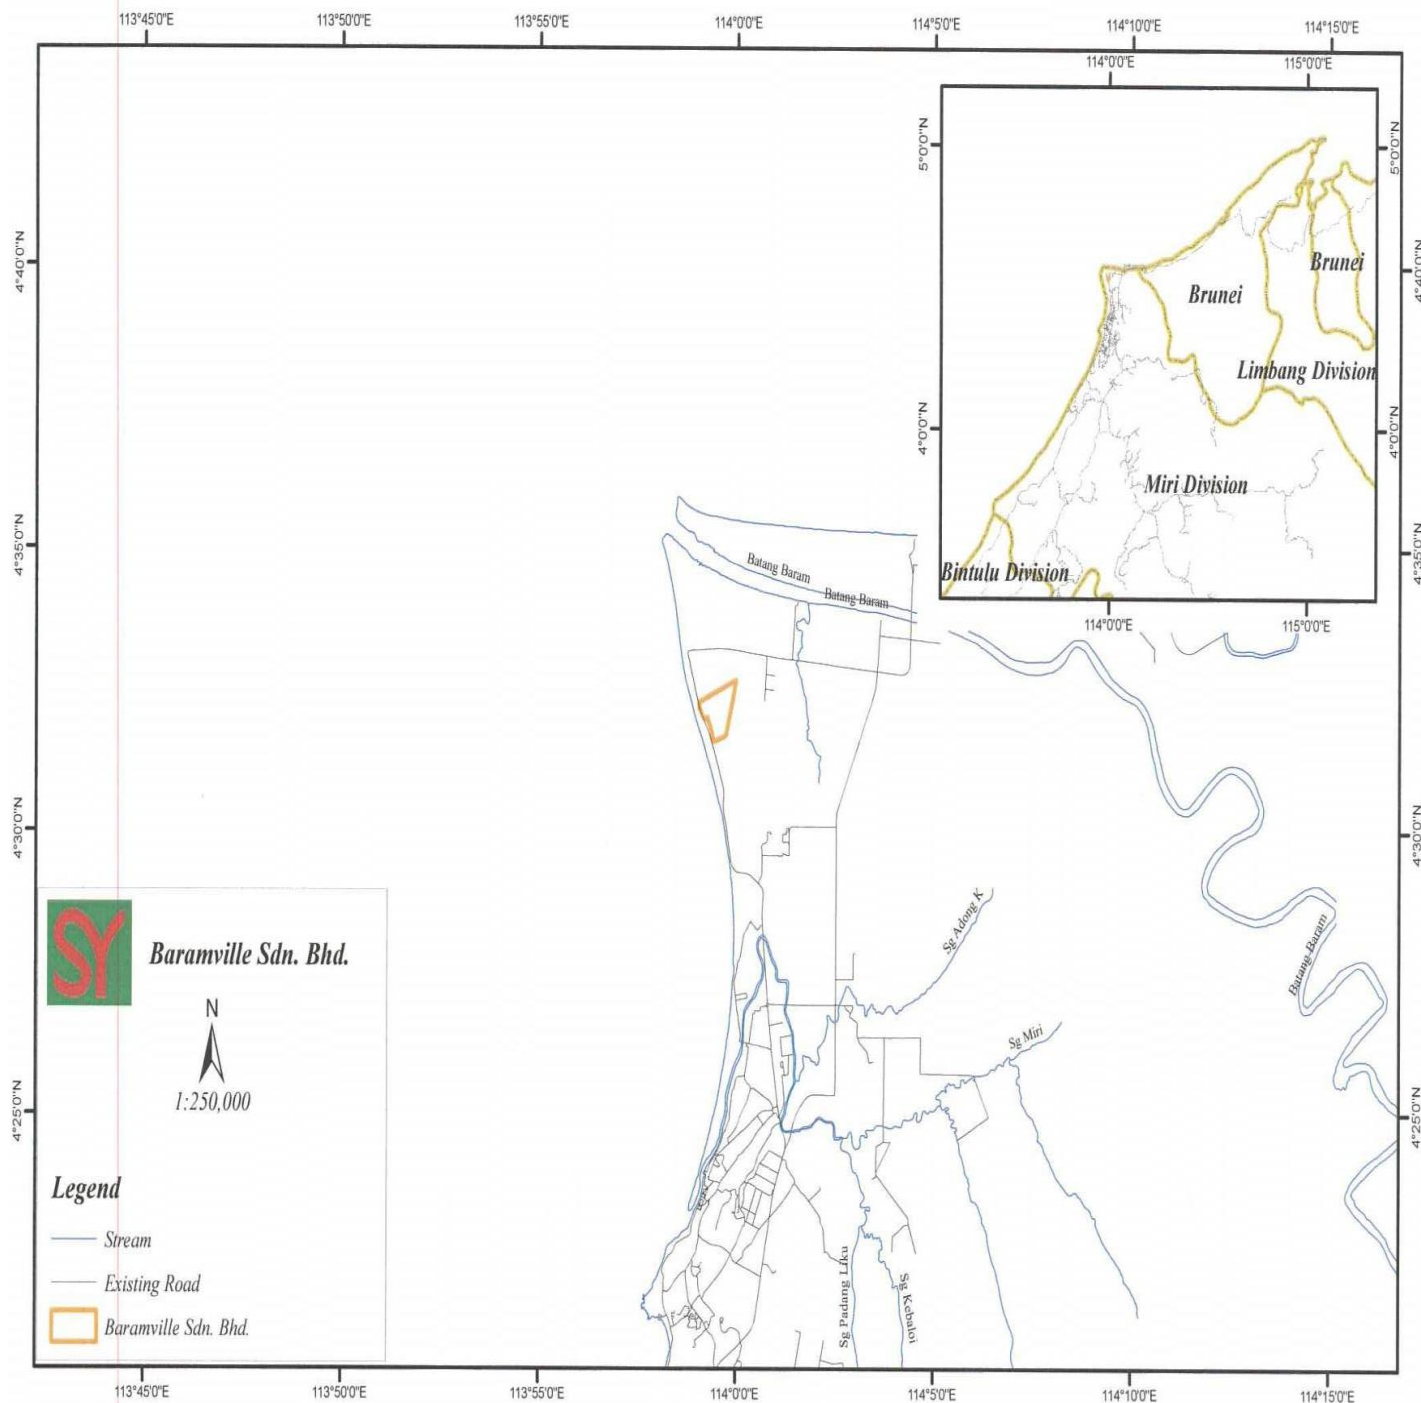 113°45'0"E 113°50'0"E 113°55'0"E 114°0'0"E 114°5'0"E 114°10'0"E 114°15'0"E
114°0'0"E 115°0'0"E
5°0'0"N 5°0'0"N
4°40'0"N 4°40'0"N
Brunei
Brunei
Limbang Division
4°0'0"N 4°0'0"N
Miri Division
Bintulu Division
114°0'0"E 115°0'0"E
4°35'0"N 4°35'0"N
Batang Baram
Batang Baram
4°30'0"N 4°30'0"N
Sg Adong K
Batang Baram
SY
Baramville Sdn. Bhd.
N
1:250,000
Sg Miri
4°25'0"N 4°25'0"N
Legend
Stream
Existing Road
Baramville Sdn. Bhd.
Sg Padang Liku
Sg Kebaloi
113°45'0"E 113°50'0"E 113°55'0"E 114°0'0"E 114°5'0"E 114°10'0"E 114°15'0"E